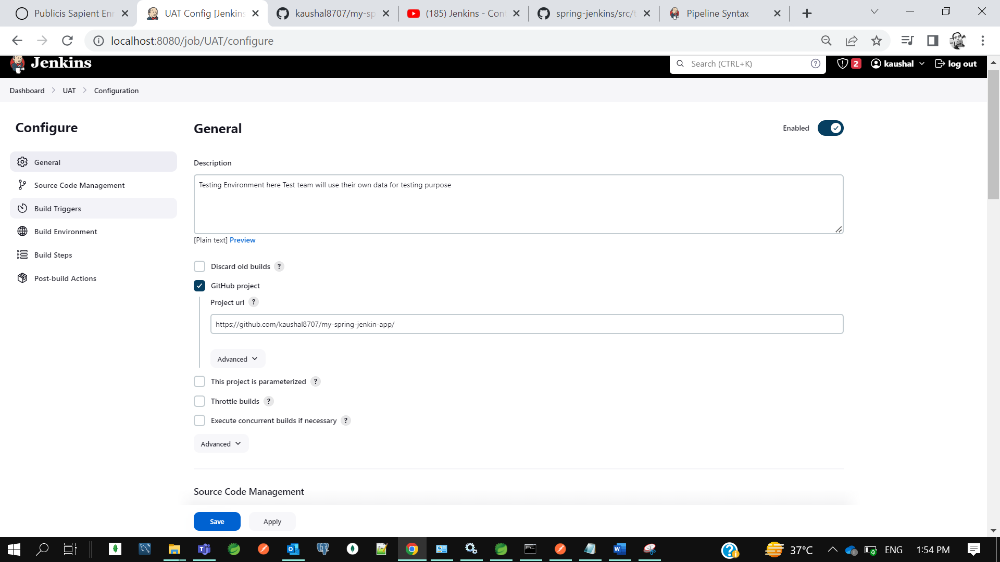 Publicis Sapient Enr
UAT Config [Jenkins
kaushal8707/my-sp
(185) Jenkins - Cont
spring-jenkins/src/t
Pipeline Syntax
localhost:8080/job/UAT/configure
Jenkins
Search (CTRL+K)
?
2
kaushal
log out
Dashboard
UAT
Configuration
Configure
General
Source Code Management
Build Triggers
Build Environment
Build Steps
Post-build Actions
General
Enabled
Description
Testing Environment here Test team will use their own data for testing purpose
[Plain text] Preview
Discard old builds ?
GitHub project
Project url ?
https://github.com/kaushal8707/my-spring-jenkin-app/
Advanced
This project is parameterized ?
Throttle builds ?
Execute concurrent builds if necessary ?
Advanced
Source Code Management
Save
Apply
37°C
ENG
1:54 PM